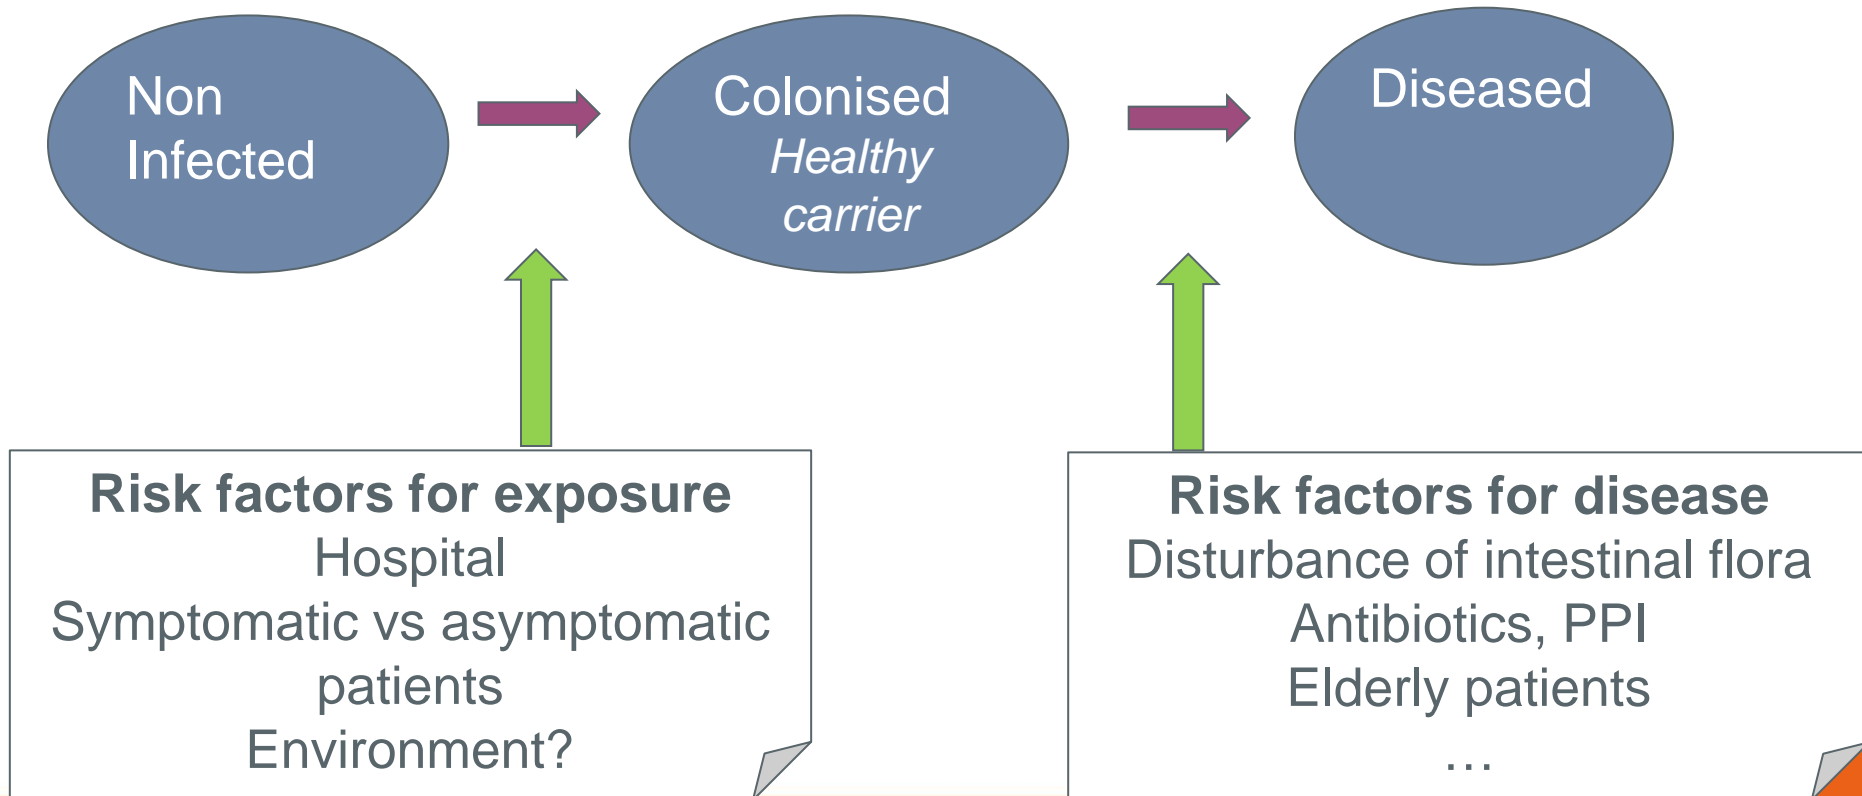 Non
Infected
Colonised
Healthy
carrier
Diseased
Risk factors for exposure
Hospital
Symptomatic vs asymptomatic
patients
Environment?
Risk factors for disease
Disturbance of intestinal flora
Antibiotics, PPI
Elderly patients
…